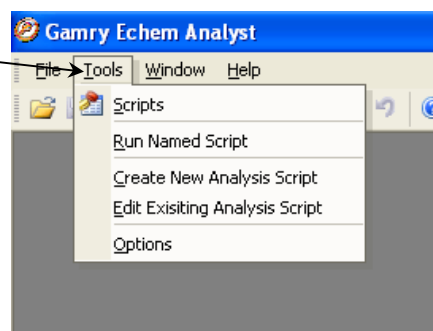 Gamry Echem Analyst
File Tools Window Help
Scripts
Run Named Script
Create New Analysis Script
Edit Exisiting Analysis Script
Options